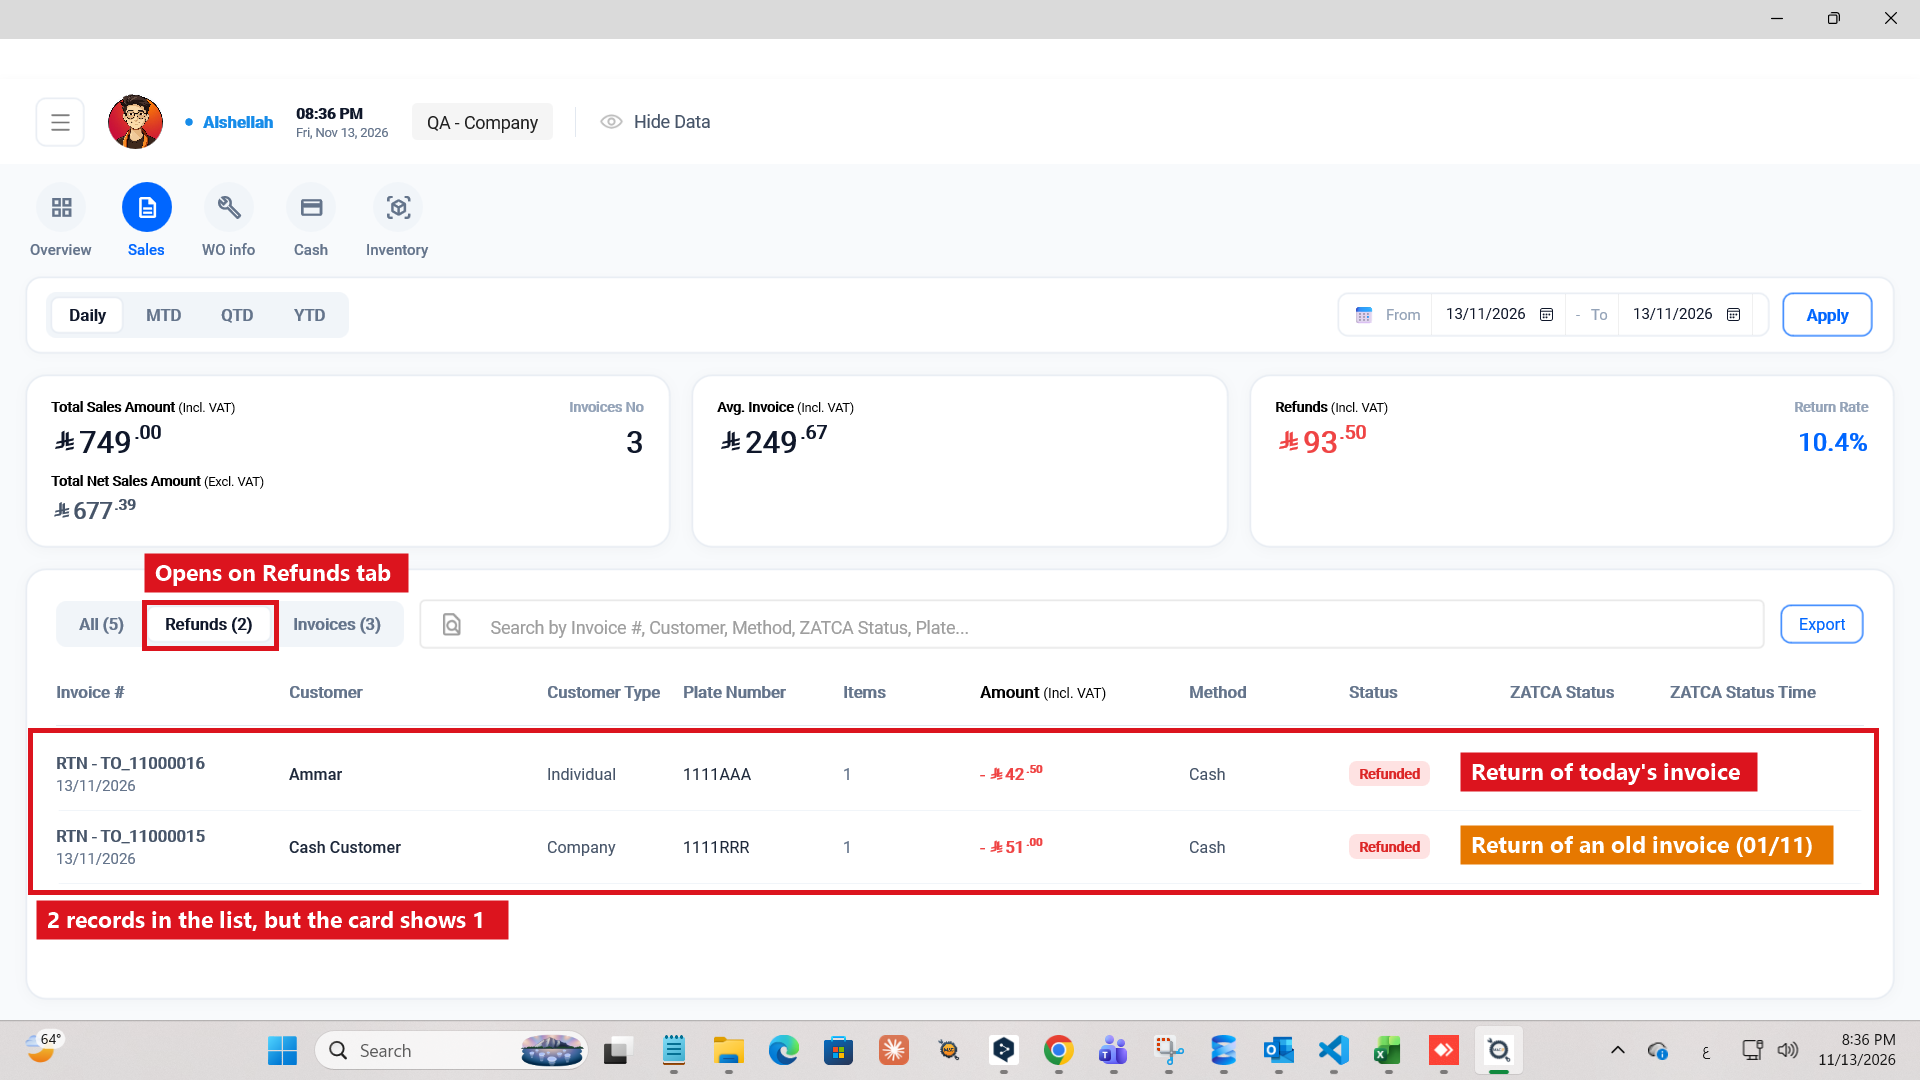 Alshellah
08:36 PM
Fri, Nov 13, 2026
QA - Company
Hide Data
Overview
Sales
WO info
Cash
Inventory
Daily
MTD
QTD
YTD
From
13/11/2026
- To
13/11/2026
Apply
Total Sales Amount (Incl. VAT)
Invoices No
749.00
3
Total Net Sales Amount (Excl. VAT)
677.39
Avg. Invoice (Incl. VAT)
249.67
Refunds (Incl. VAT)
Return Rate
93.50
10.4%
Opens on Refunds tab
All (5)
Refunds (2)
Invoices (3)
Search by Invoice #, Customer, Method, ZATCA Status, Plate...
Export
Invoice # Customer Customer Type Plate Number Items Amount (Incl. VAT) Method Status ZATCA Status ZATCA Status Time
RTN - TO_11000016
13/11/2026
Ammar Individual 1111AAA 1 - 42.50 Cash Refunded
Return of today's invoice
RTN - TO_11000015
13/11/2026
Cash Customer Company 1111RRR 1 - 51.00 Cash Refunded
Return of an old invoice (01/11)
2 records in the list, but the card shows 1
64°
Search
ع
8:36 PM
11/13/2026